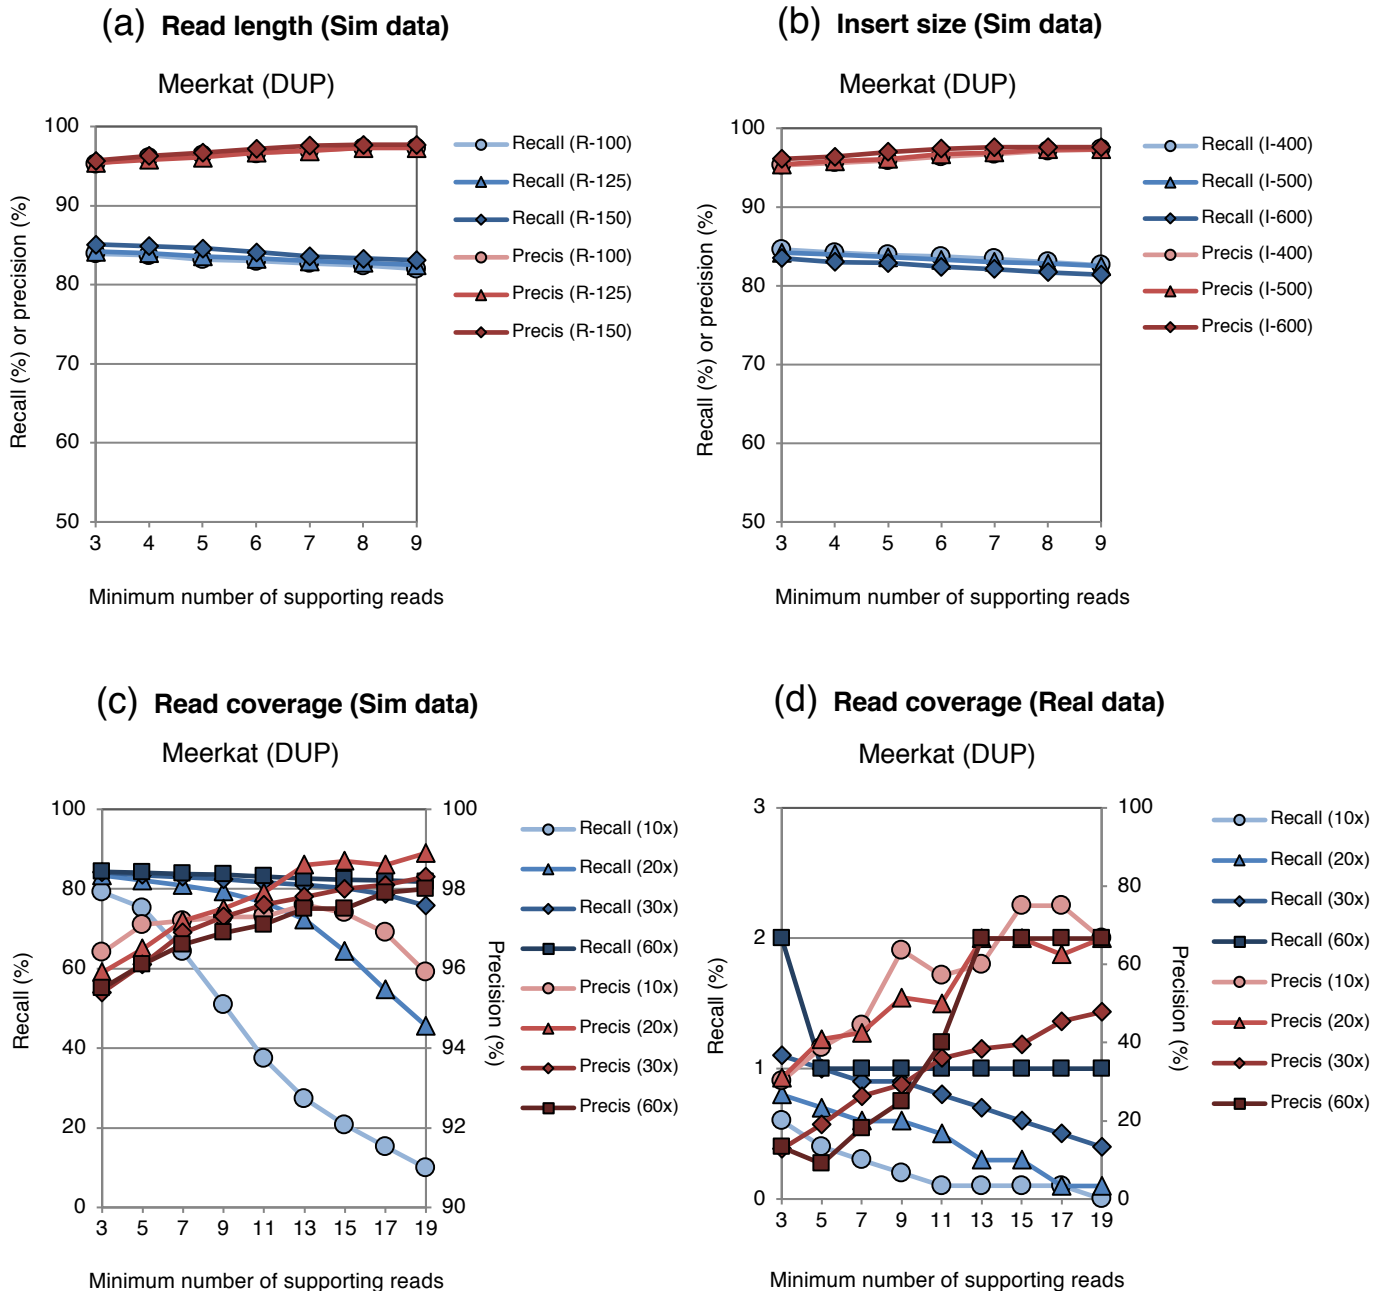 (a) Read length (Sim data)
Meerkat (DUP)
100
90
80
70
60
50
3 4 5 6 7 8 9
Recall (%) or precision (%)
Minimum number of supporting reads
Recall (R-100)
Recall (R-125)
Recall (R-150)
Precis (R-100)
Precis (R-125)
Precis (R-150)
(b) Insert size (Sim data)
Meerkat (DUP)
100
90
80
70
60
50
3 4 5 6 7 8 9
Recall (%) or precision (%)
Minimum number of supporting reads
Recall (I-400)
Recall (I-500)
Recall (I-600)
Precis (I-400)
Precis (I-500)
Precis (I-600)
(c) Read coverage (Sim data)
Meerkat (DUP)
100
80
60
40
20
0
Recall (%)
100
98
96
94
92
90
Precision (%)
3 5 7 9 11 13 15 17 19
Minimum number of supporting reads
Recall (10x)
Recall (20x)
Recall (30x)
Recall (60x)
Precis (10x)
Precis (20x)
Precis (30x)
Precis (60x)
(d) Read coverage (Real data)
Meerkat (DUP)
3
2
1
0
Recall (%)
100
80
60
40
20
0
Precision (%)
3 5 7 9 11 13 15 17 19
Minimum number of supporting reads
Recall (10x)
Recall (20x)
Recall (30x)
Recall (60x)
Precis (10x)
Precis (20x)
Precis (30x)
Precis (60x)